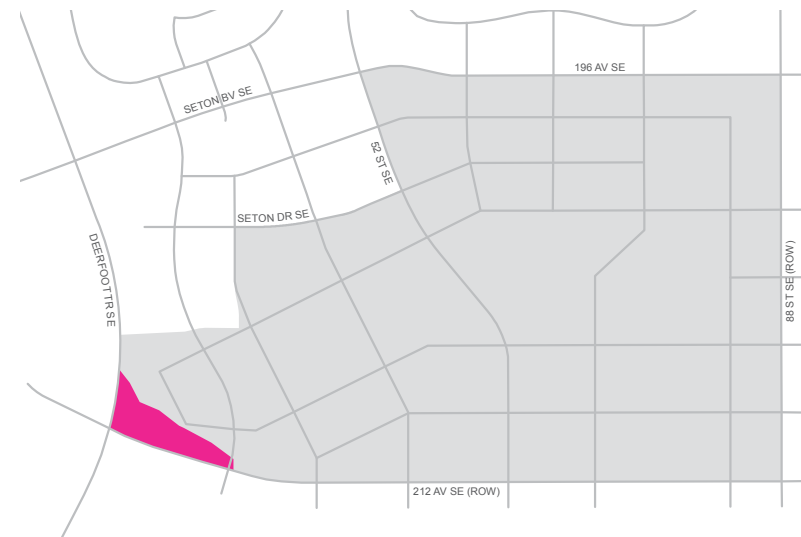 196 AV SE
SETON BV SE
52 ST SE
SETON DR SE
DEERFOOT TR SE
88 ST SE (ROW)
212 AV SE (ROW)